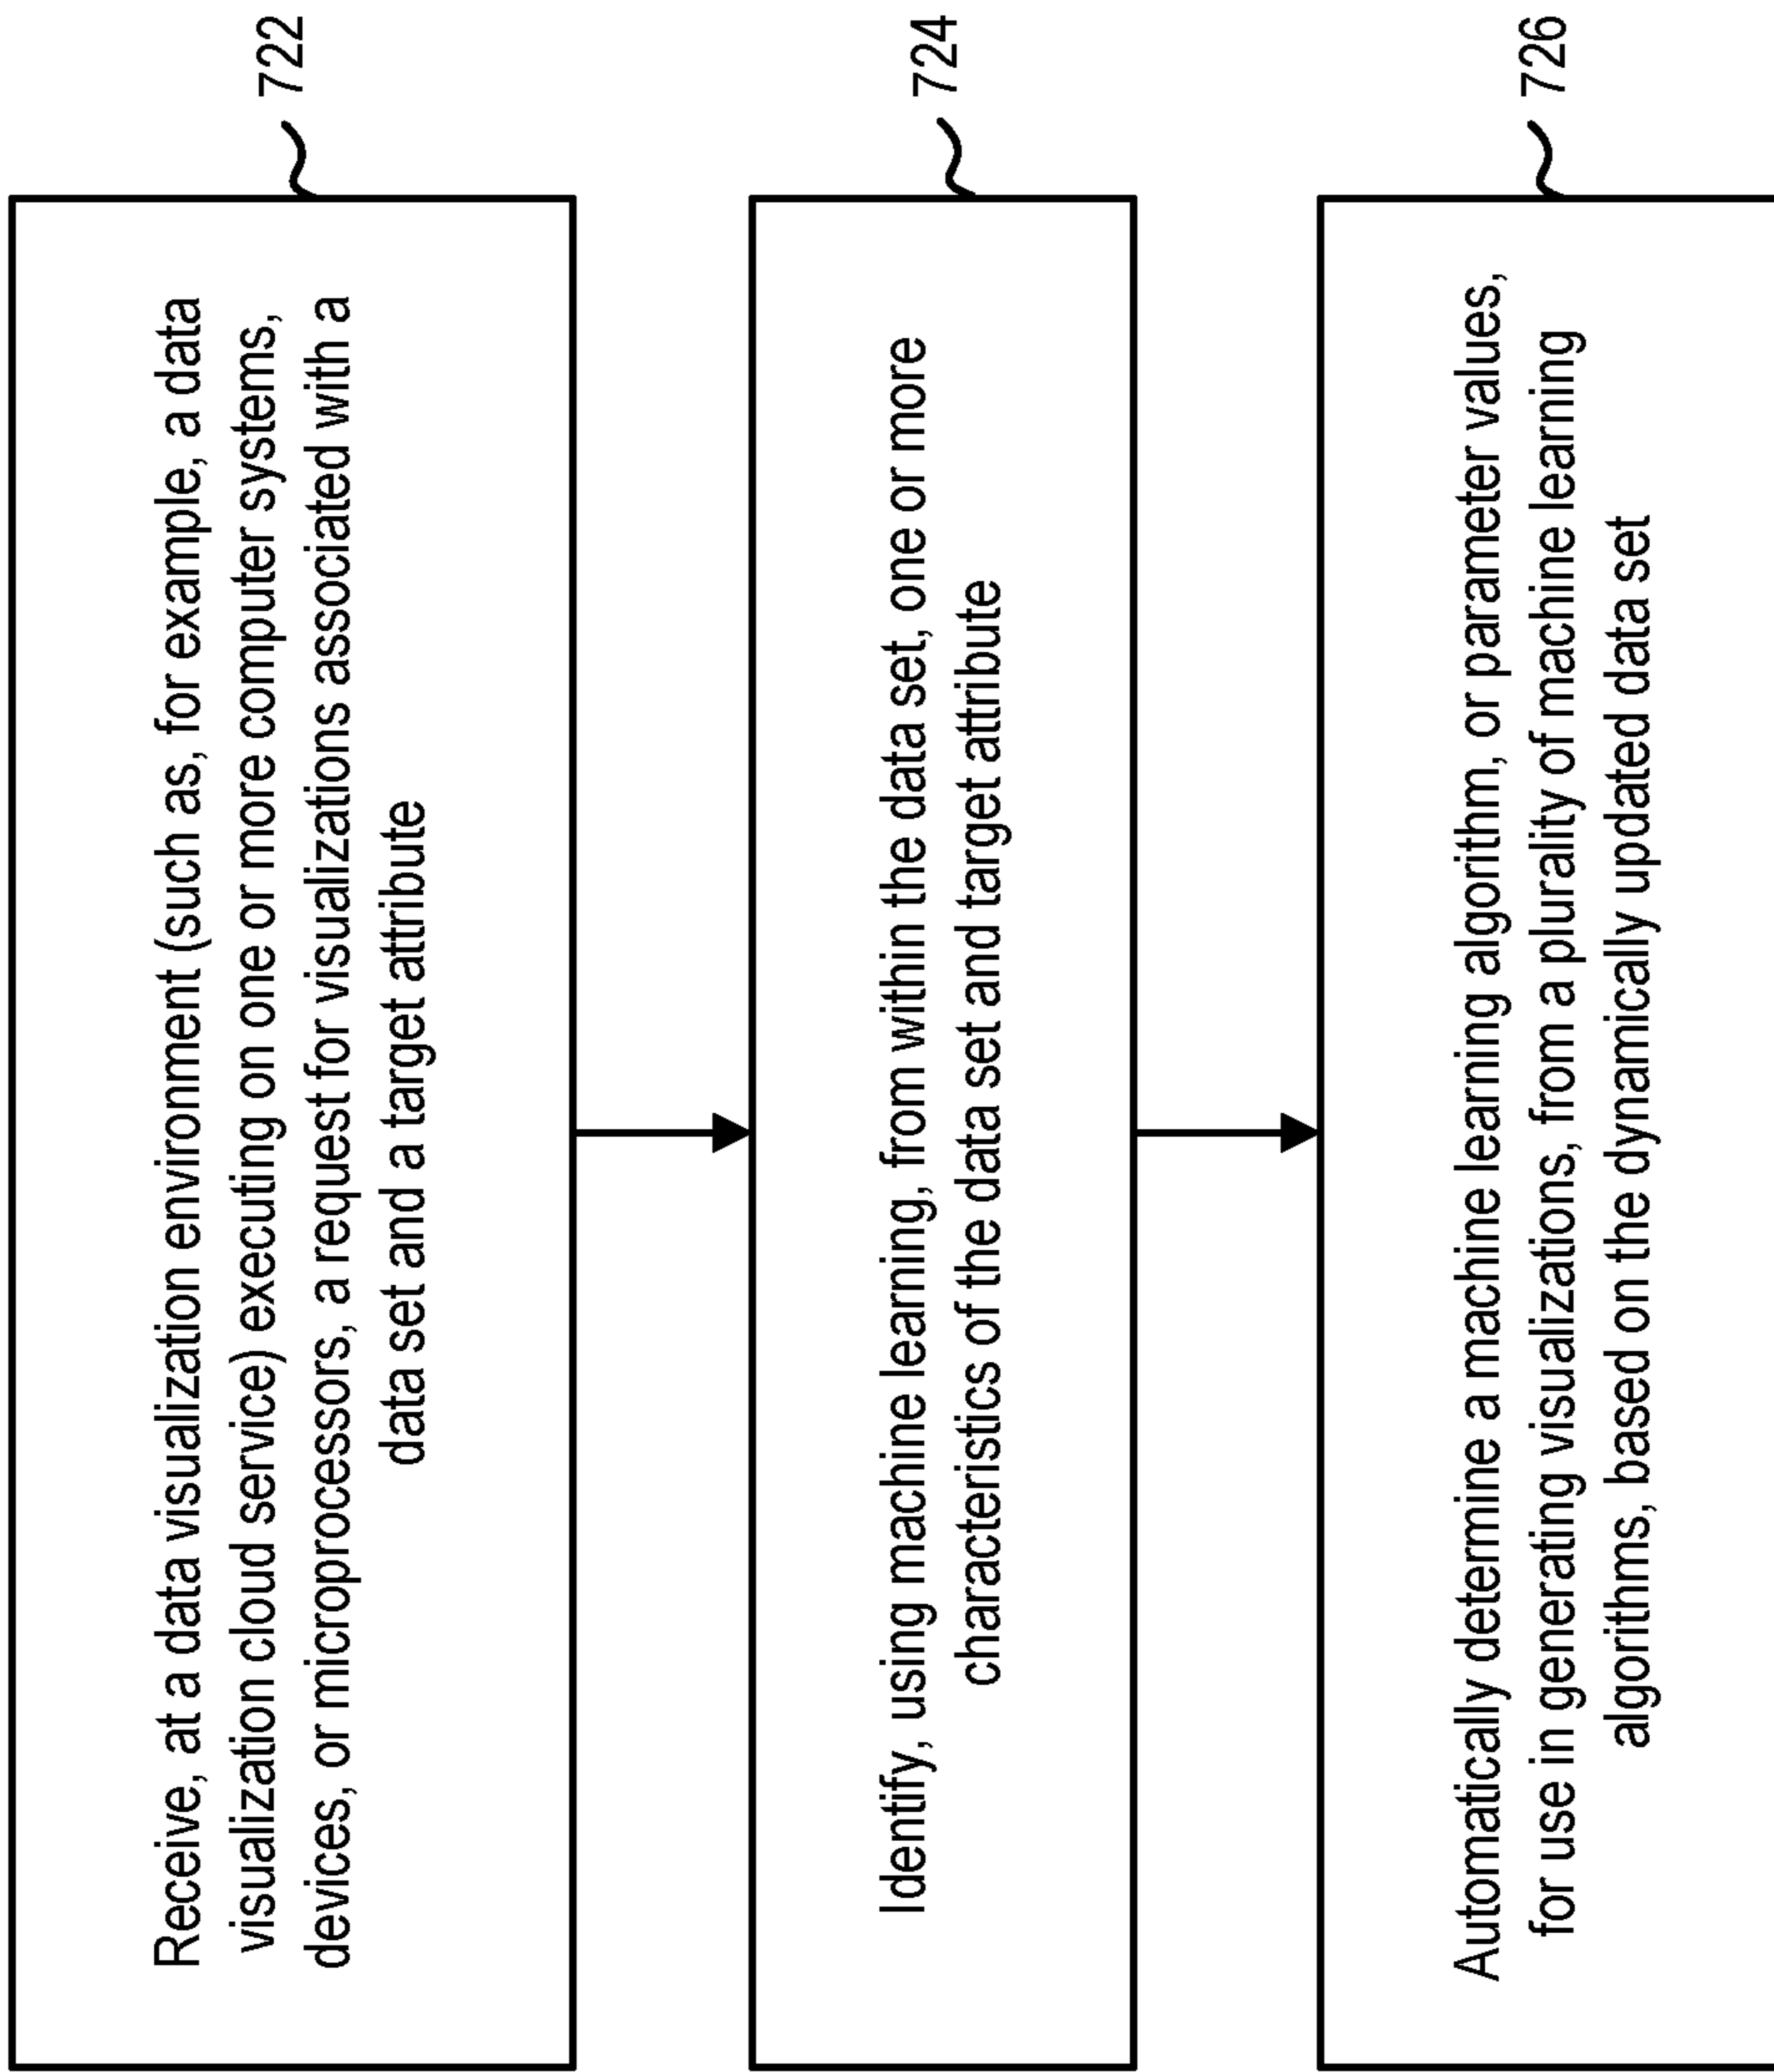 Receive, at a data visualization environment (such as, for example, a data
visualization cloud service) executing on one or more computer systems,
devices, or microprocessors, a request for visualizations associated with a
data set and a target attribute
722
Identify, using machine learning, from within the data set, one or more
characteristics of the data set and target attribute
724
Automatically determine a machine learning algorithm, or parameter values,
for use in generating visualizations, from a plurality of machine learning
algorithms, based on the dynamically updated data set
726